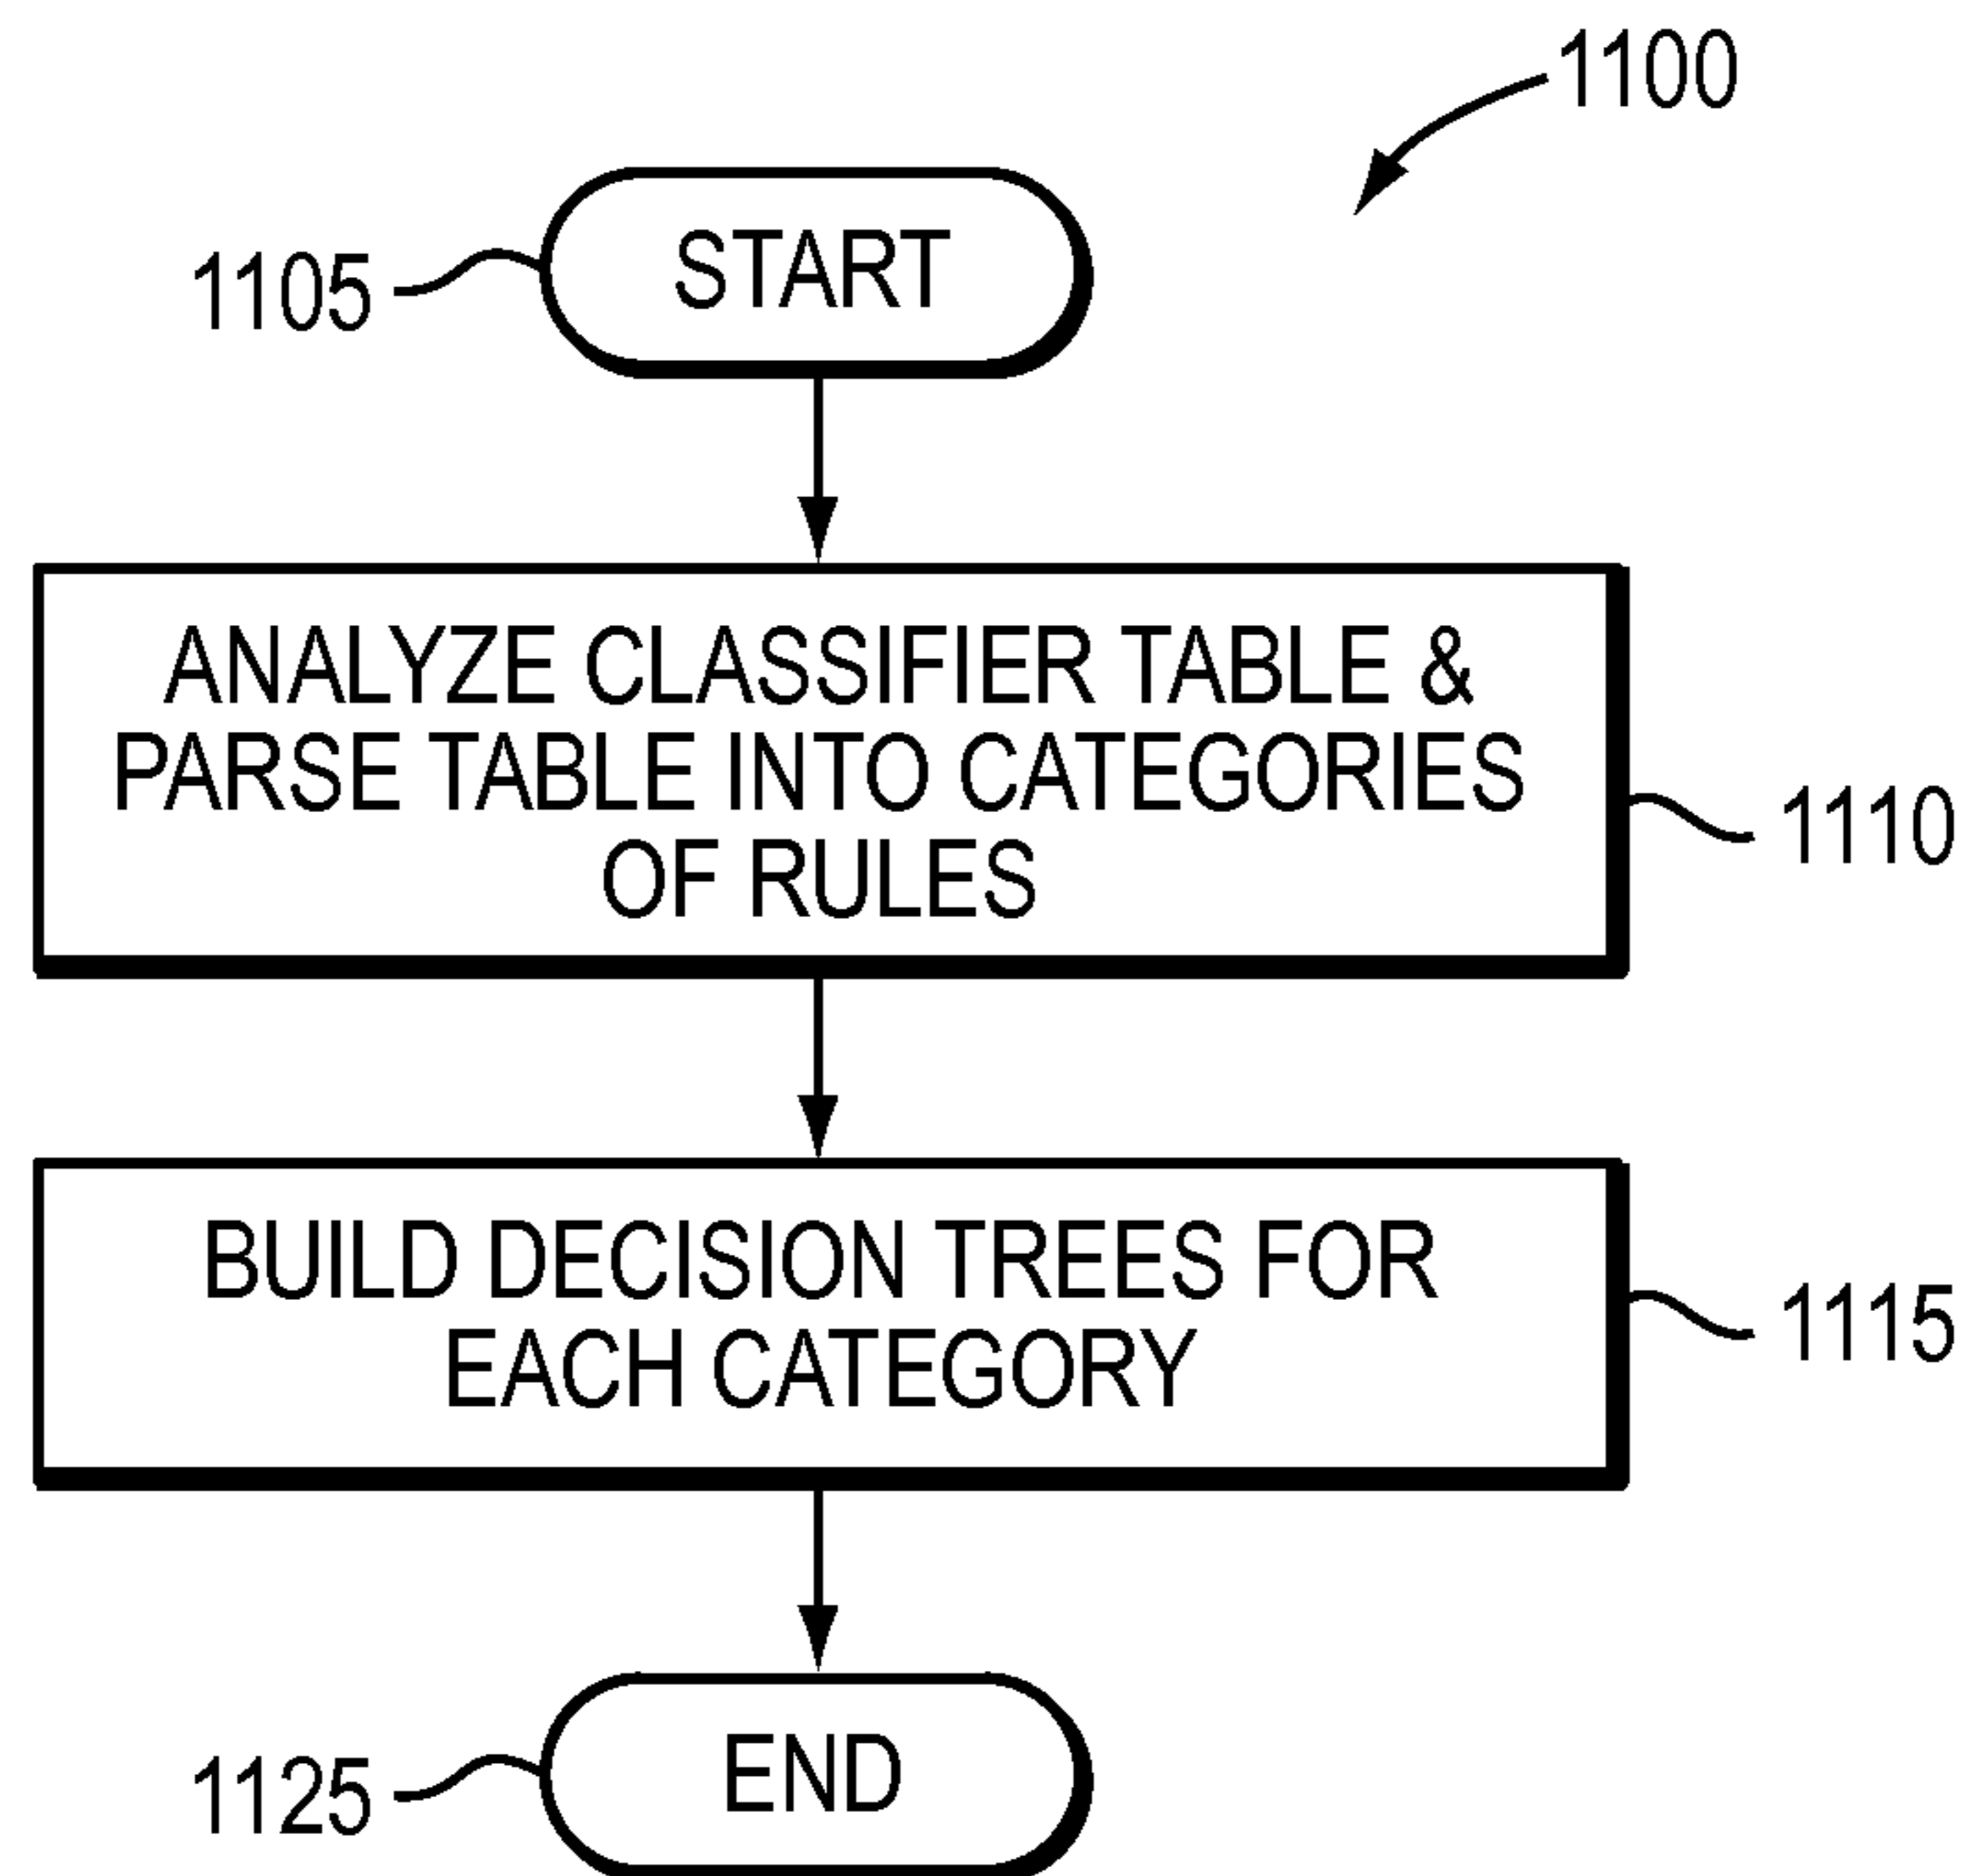 1100
START
1105
ANALYZE CLASSIFIER TABLE &
PARSE TABLE INTO CATEGORIES
OF RULES
1110
BUILD DECISION TREES FOR
EACH CATEGORY
1115
END
1125